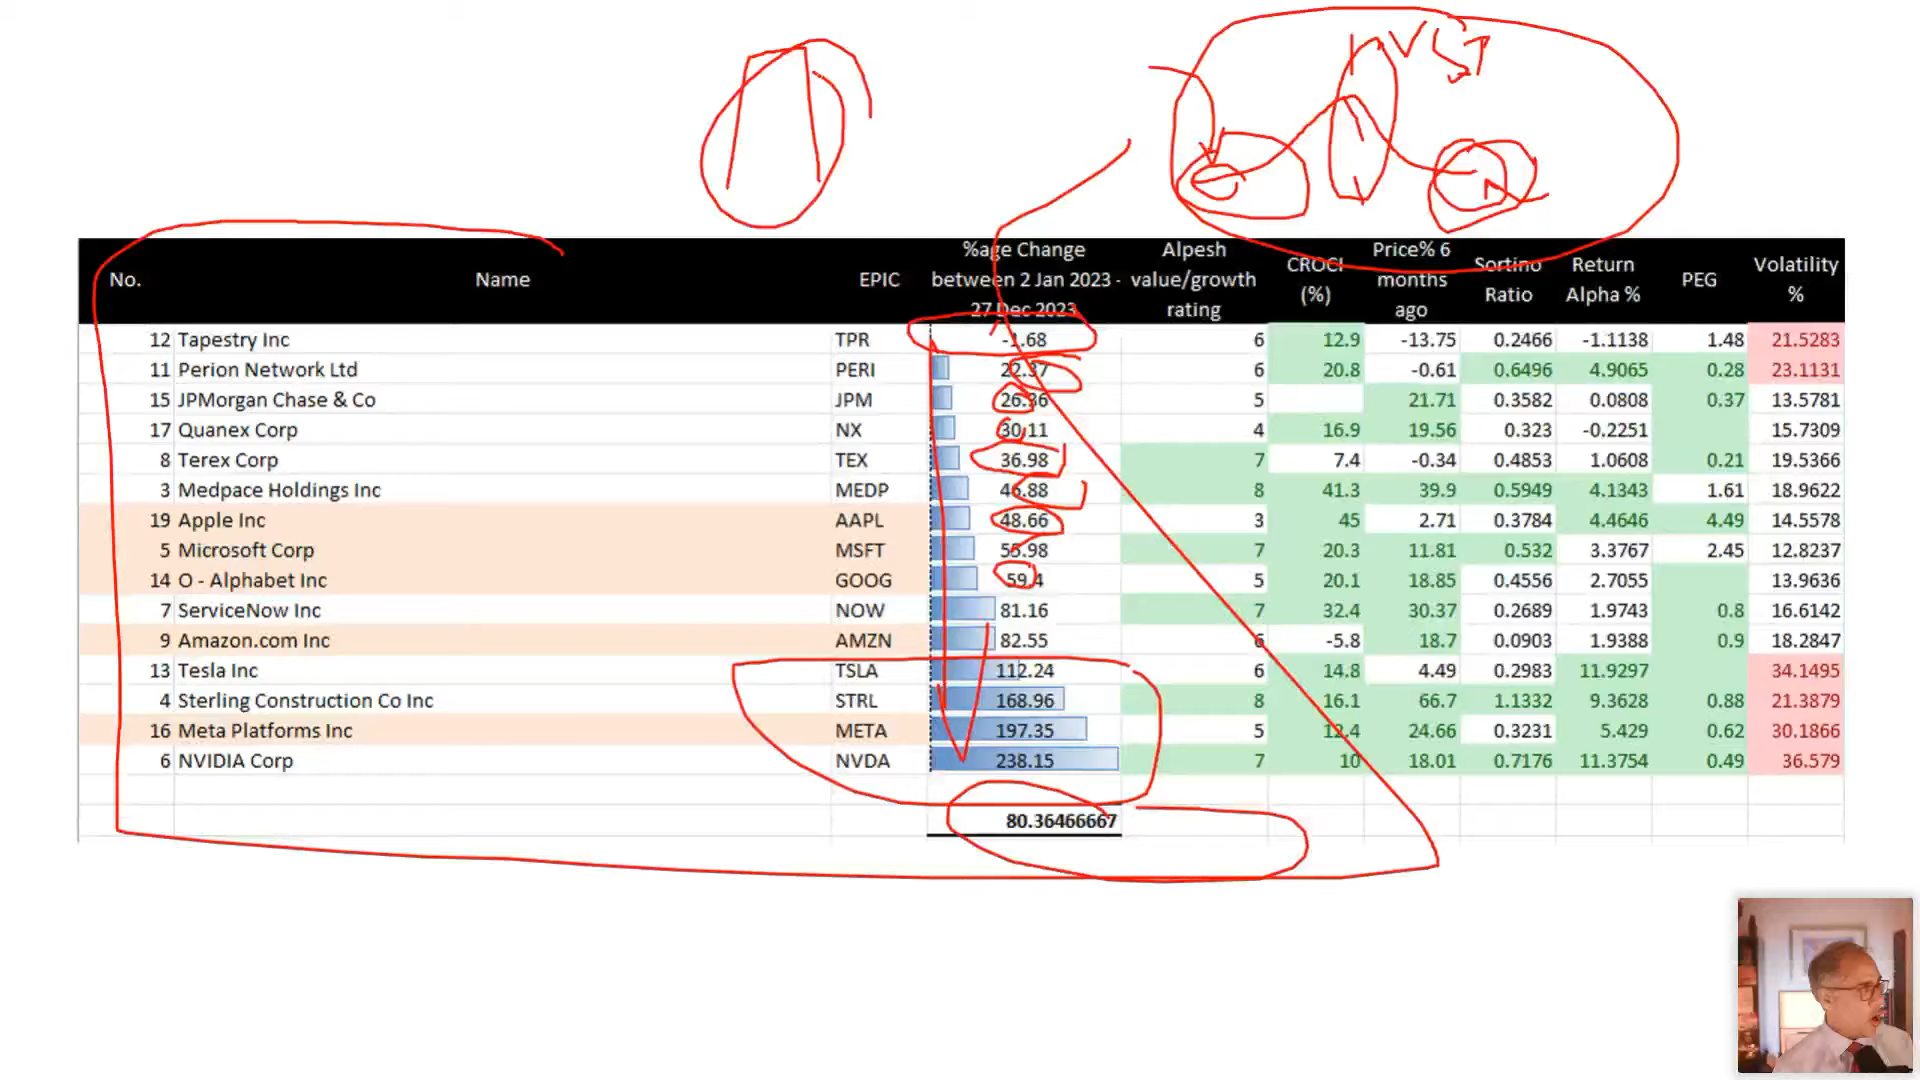 INVST
No. Name EPIC %age Change between 2 Jan 2023 - 27 Dec 2023 Alpesh value/growth rating CROCI (%) Price% 6 months ago Sortino Ratio Return Alpha % PEG Volatility %
12 Tapestry Inc TPR -1.68 6 12.9 -13.75 0.2466 -1.1138 1.48 21.5283
11 Perion Network Ltd PERI 22.37 6 20.8 -0.61 0.6496 4.9065 0.28 23.1131
15 JPMorgan Chase & Co JPM 26.36 5 21.71 0.3582 0.0808 0.37 13.5781
17 Quanex Corp NX 30.11 4 16.9 19.56 0.323 -0.2251 15.7309
8 Terex Corp TEX 36.98 7 7.4 -0.34 0.4853 1.0608 0.21 19.5366
3 Medpace Holdings Inc MEDP 46.88 8 41.3 39.9 0.5949 4.1343 1.61 18.9622
19 Apple Inc AAPL 48.66 3 45 2.71 0.3784 4.4646 4.49 14.5578
5 Microsoft Corp MSFT 55.98 7 20.3 11.81 0.532 3.3767 2.45 12.8237
14 O - Alphabet Inc GOOG 59.4 5 20.1 18.85 0.4556 2.7055 13.9636
7 ServiceNow Inc NOW 81.16 7 32.4 30.37 0.2689 1.9743 0.8 16.6142
9 Amazon.com Inc AMZN 82.55 6 -5.8 18.7 0.0903 1.9388 0.9 18.2847
13 Tesla Inc TSLA 112.24 6 14.8 4.49 0.2983 11.9297 34.1495
4 Sterling Construction Co Inc STRL 168.96 8 16.1 66.7 1.1332 9.3628 0.88 21.3879
16 Meta Platforms Inc META 197.35 5 12.4 24.66 0.3231 5.429 0.62 30.1866
6 NVIDIA Corp NVDA 238.15 7 10 18.01 0.7176 11.3754 0.49 36.579
80.36466667